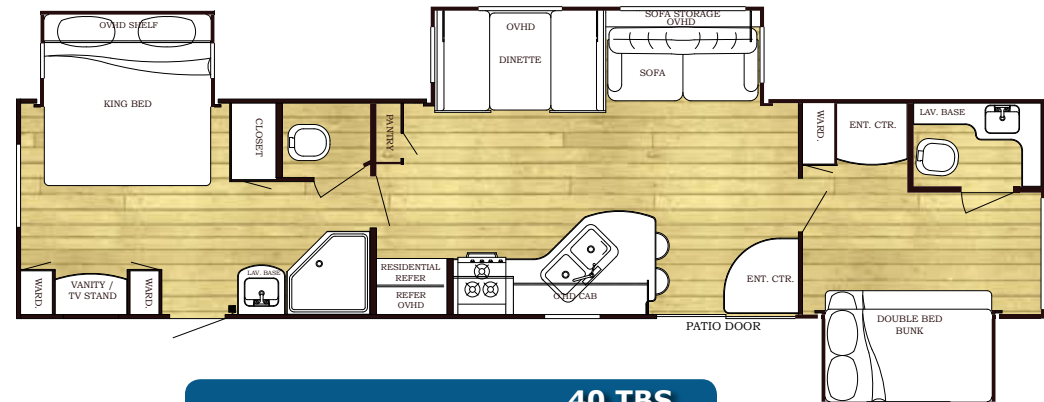 OVHD SHELF
KING BED
CLOSET
PANTRY
OVHD
DINETTE
SOFA STORAGE
OVHD
SOFA
WARD.
ENT. CTR.
LAV. BASE
WARD.
VANITY /
TV STAND
WARD.
LAV. BASE
RESIDENTIAL
REFER
REFER
OVHD
OVHD CAB
ENT. CTR.
PATIO DOOR
DOUBLE BED
BUNK
40 TBS